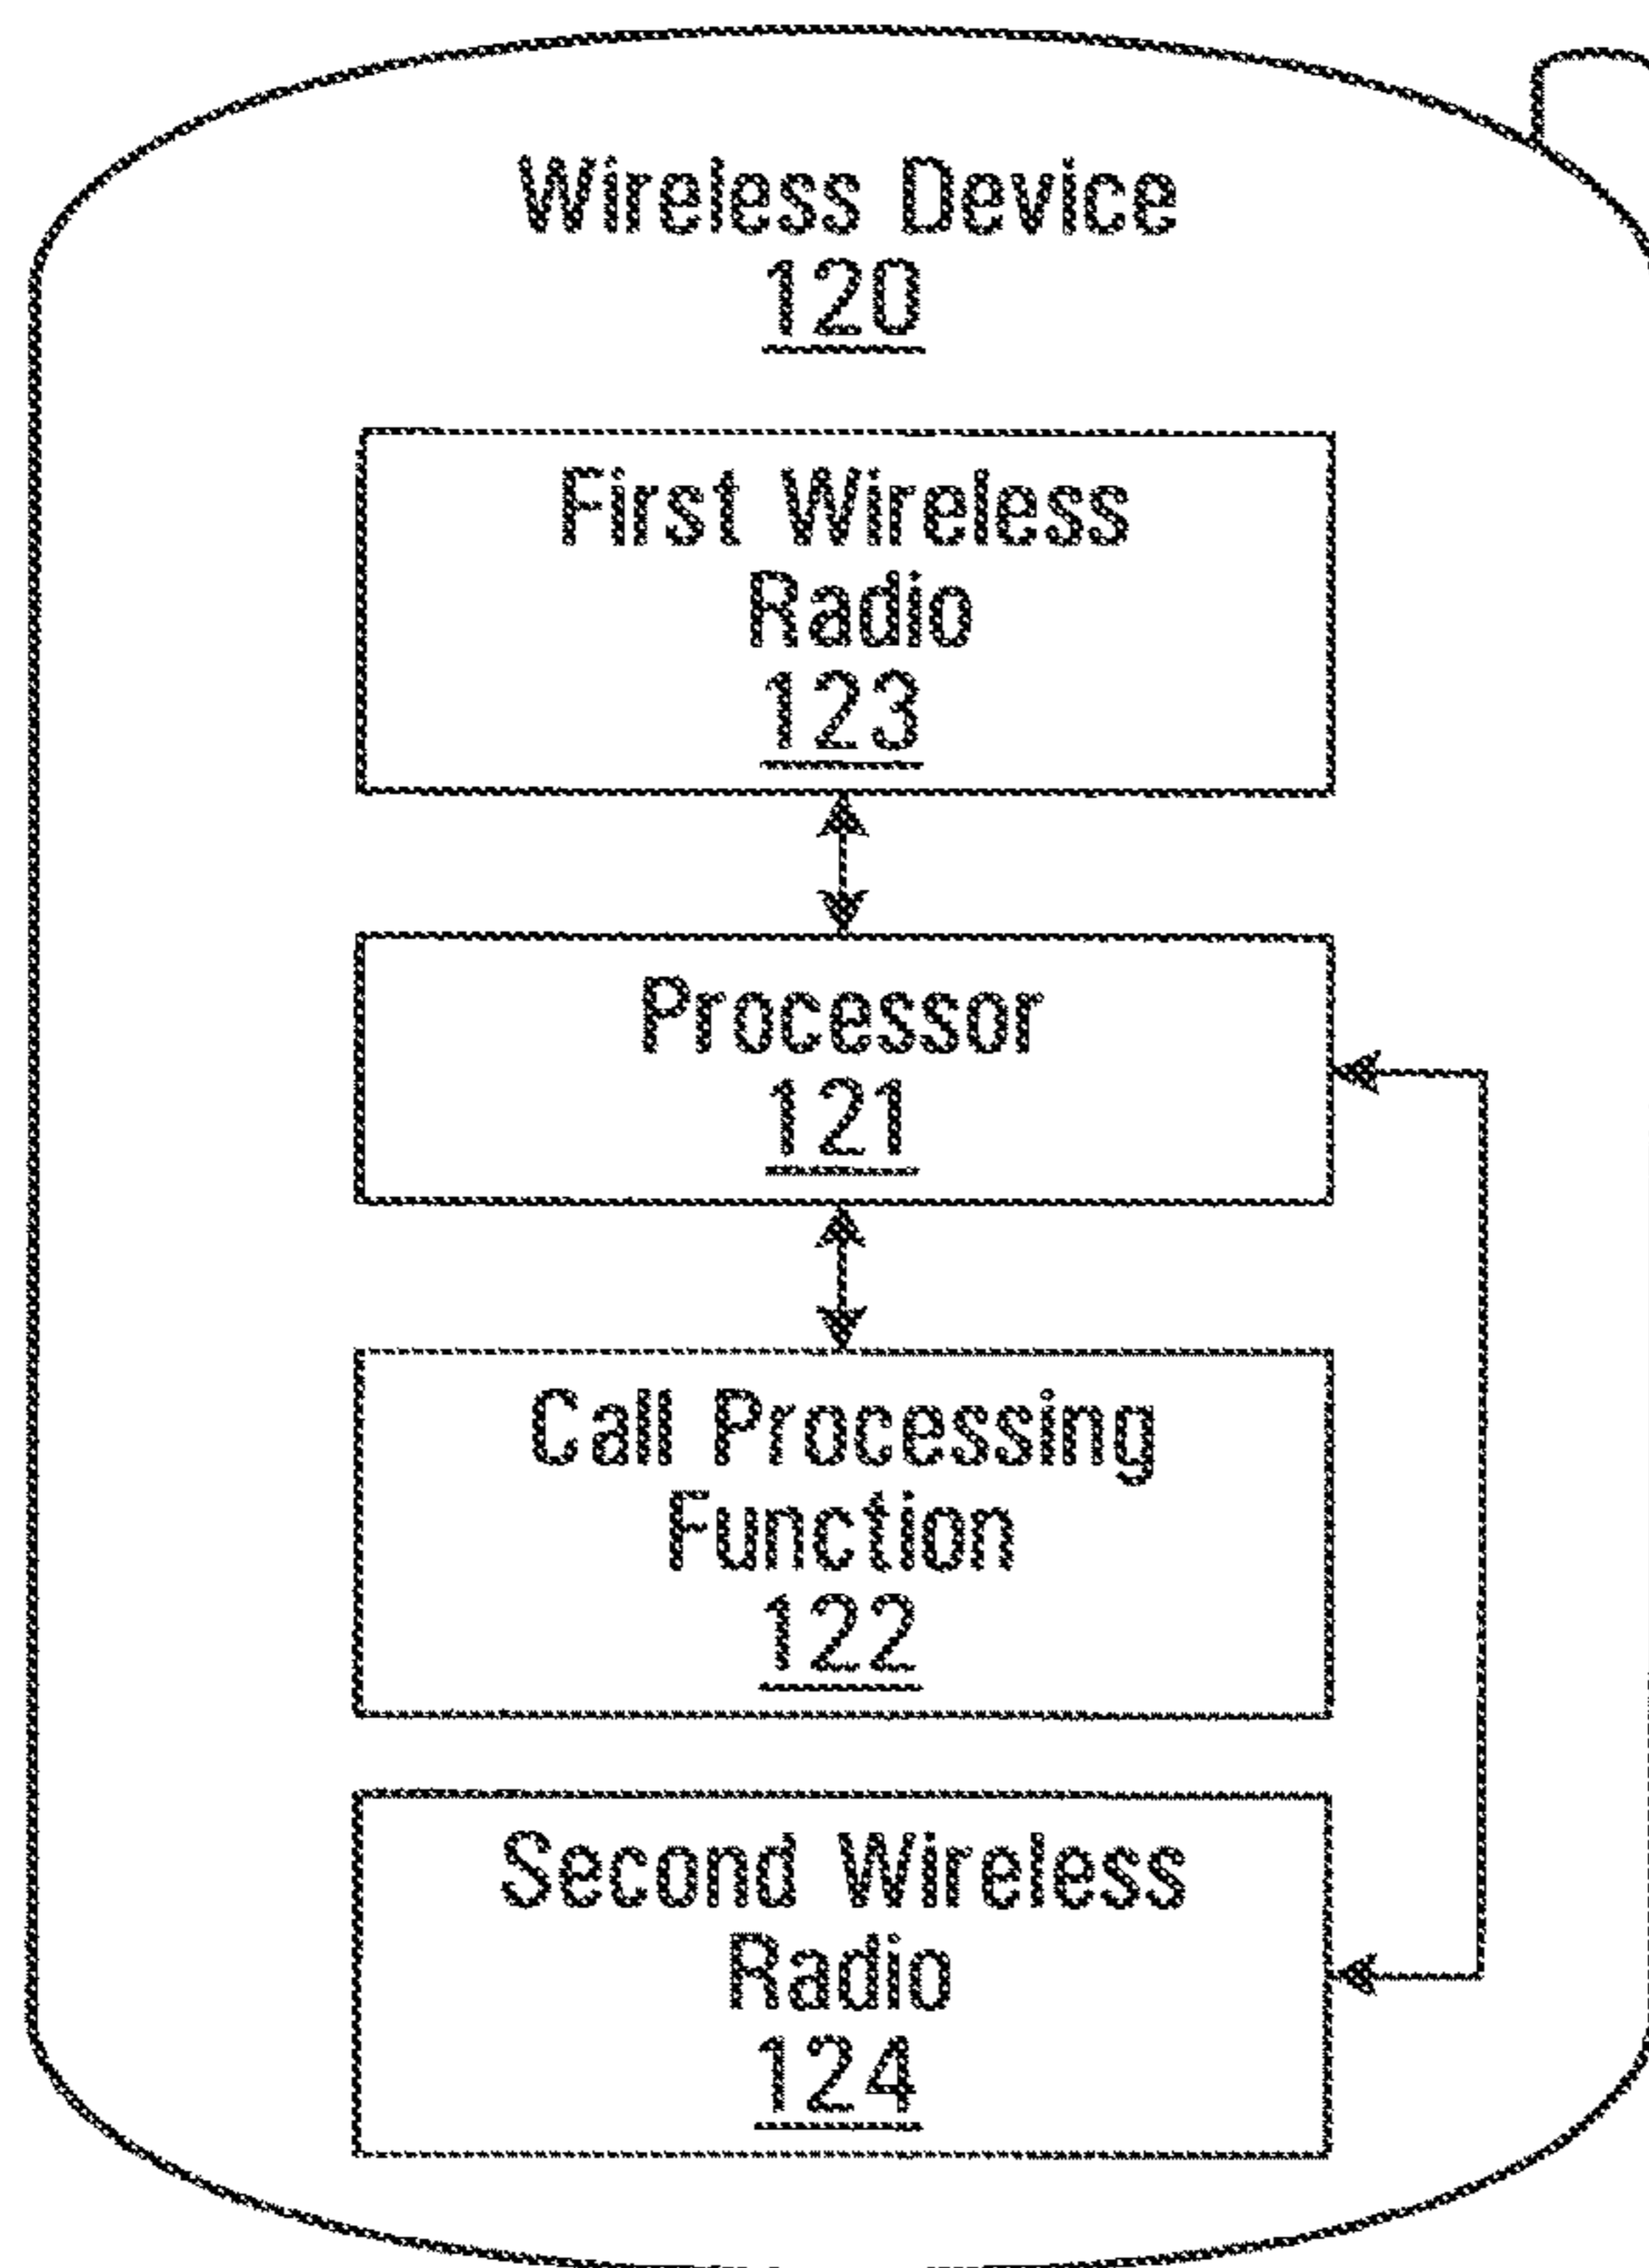 Wireless Device
120
First Wireless
Radio
123
Processor
121
Call Processing
Function
122
Second Wireless
Radio
124